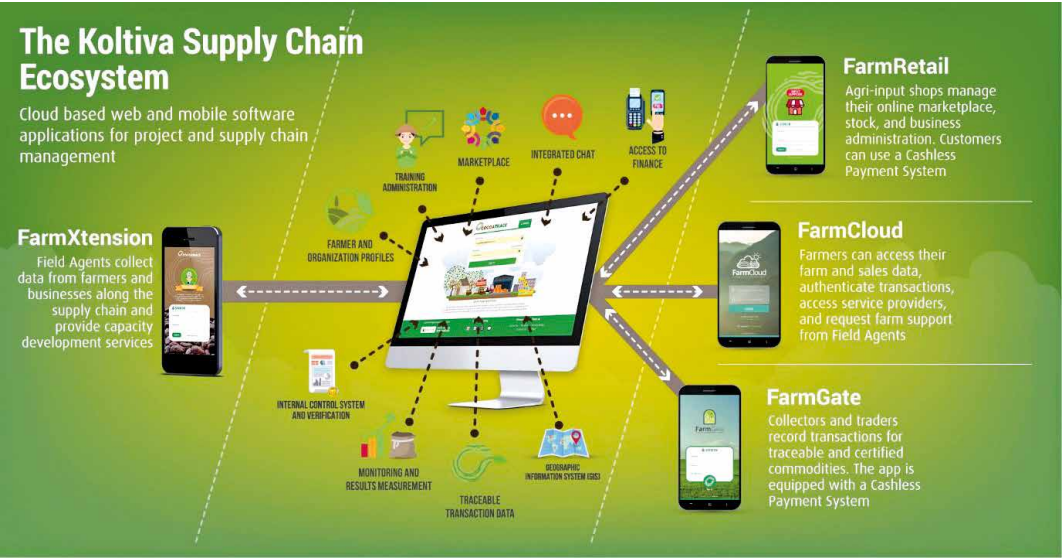 The Koltiva Supply Chain
Ecosystem
Cloud based web and mobile software
applications for project and supply chain
management
FarmXtension
Field Agents collect
data from farmers and
businesses along the
supply chain and
provide capacity
development services
TRAINING
ADMINISTRATION
MARKETPLACE
INTEGRATED CHAT
ACCESS TO
FINANCE
FARMER AND
ORGANIZATION PROFILES
INTERNAL CONTROL SYSTEM
AND VERIFICATION
MONITORING AND
RESULTS MEASUREMENT
TRACEABLE
TRANSACTION DATA
GEOGRAPHIC
INFORMATION SYSTEM (GIS)
FarmRetail
Agri-input shops manage
their online marketplace,
stock, and business
administration. Customers
can use a Cashless
Payment System
FarmCloud
FarmCloud
Farmers can access their
farm and sales data,
authenticate transactions,
access service providers,
and request farm support
from Field Agents
FarmGate
FarmGate
Collectors and traders
record transactions for
traceable and certified
commodities. The app is
equipped with a Cashless
Payment System